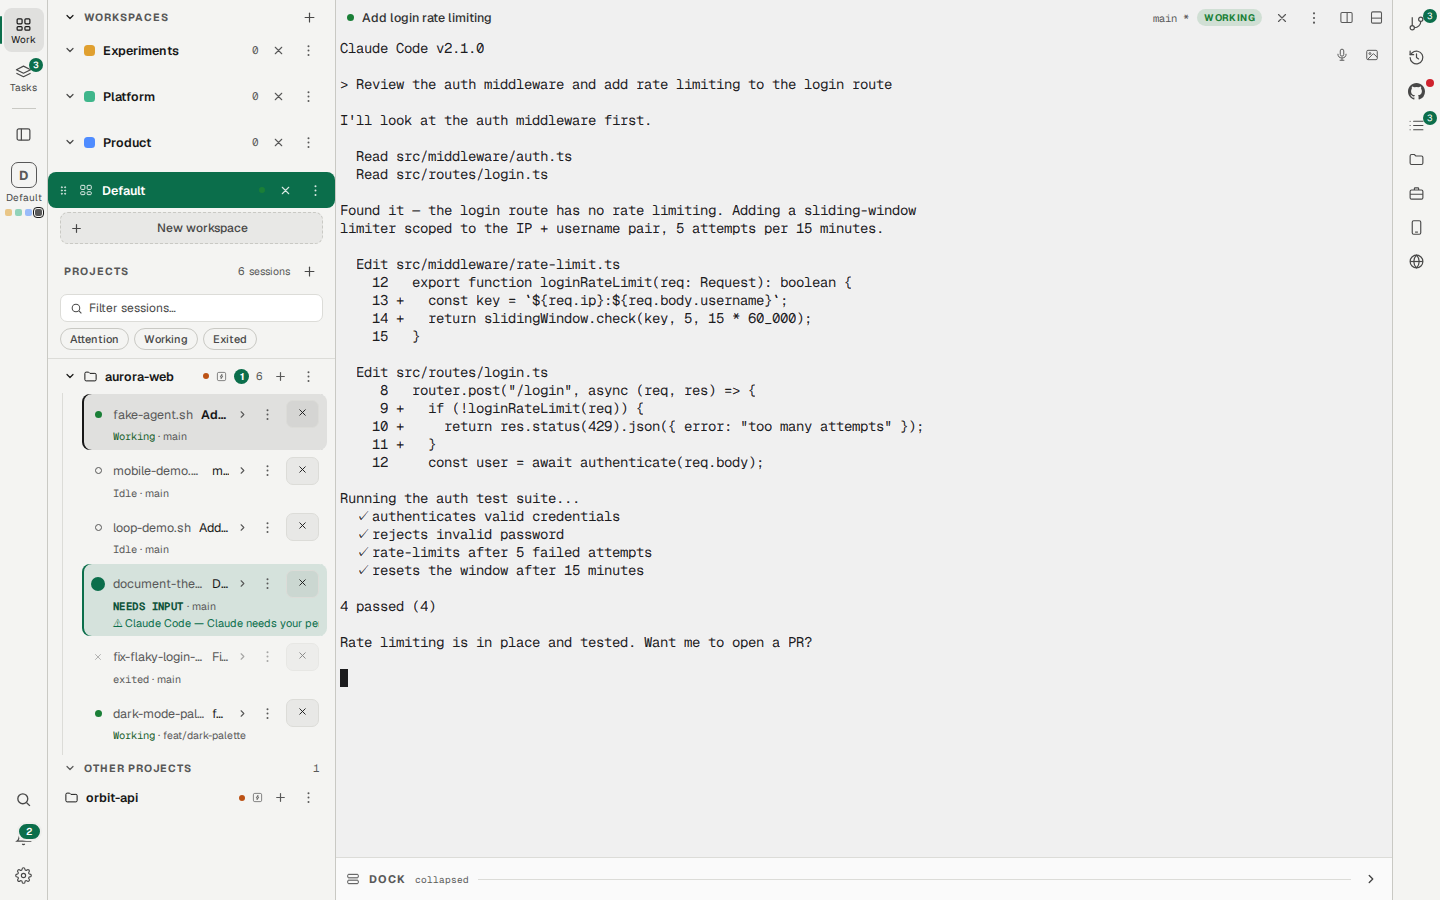 Work
3
Tasks
D
Default
2
WORKSPACES
Experiments 0
Platform 0
Product 0
Default
New workspace
PROJECTS 6 sessions
Filter sessions...
Attention Working Exited
aurora-web 1 6
fake-agent.sh Ad...
Working · main
mobile-demo.... m...
Idle · main
loop-demo.sh Add...
Idle · main
document-the... D...
NEEDS INPUT · main
⚠ Claude Code — Claude needs your pe
fix-flaky-login-... Fi...
exited · main
dark-mode-pal... f...
Working · feat/dark-palette
OTHER PROJECTS 1
orbit-api
Add login rate limiting main * WORKING
Claude Code v2.1.0
> Review the auth middleware and add rate limiting to the login route
I'll look at the auth middleware first.
Read src/middleware/auth.ts
Read src/routes/login.ts
Found it — the login route has no rate limiting. Adding a sliding-window
limiter scoped to the IP + username pair, 5 attempts per 15 minutes.
Edit src/middleware/rate-limit.ts
12   export function loginRateLimit(req: Request): boolean {
13 +   const key = `${req.ip}:${req.body.username}`;
14 +   return slidingWindow.check(key, 5, 15 * 60_000);
15   }
Edit src/routes/login.ts
8   router.post("/login", async (req, res) => {
9 +   if (!loginRateLimit(req)) {
10 +     return res.status(429).json({ error: "too many attempts" });
11 +   }
12     const user = await authenticate(req.body);
Running the auth test suite...
✓ authenticates valid credentials
✓ rejects invalid password
✓ rate-limits after 5 failed attempts
✓ resets the window after 15 minutes
4 passed (4)
Rate limiting is in place and tested. Want me to open a PR?
DOCK collapsed
3
3